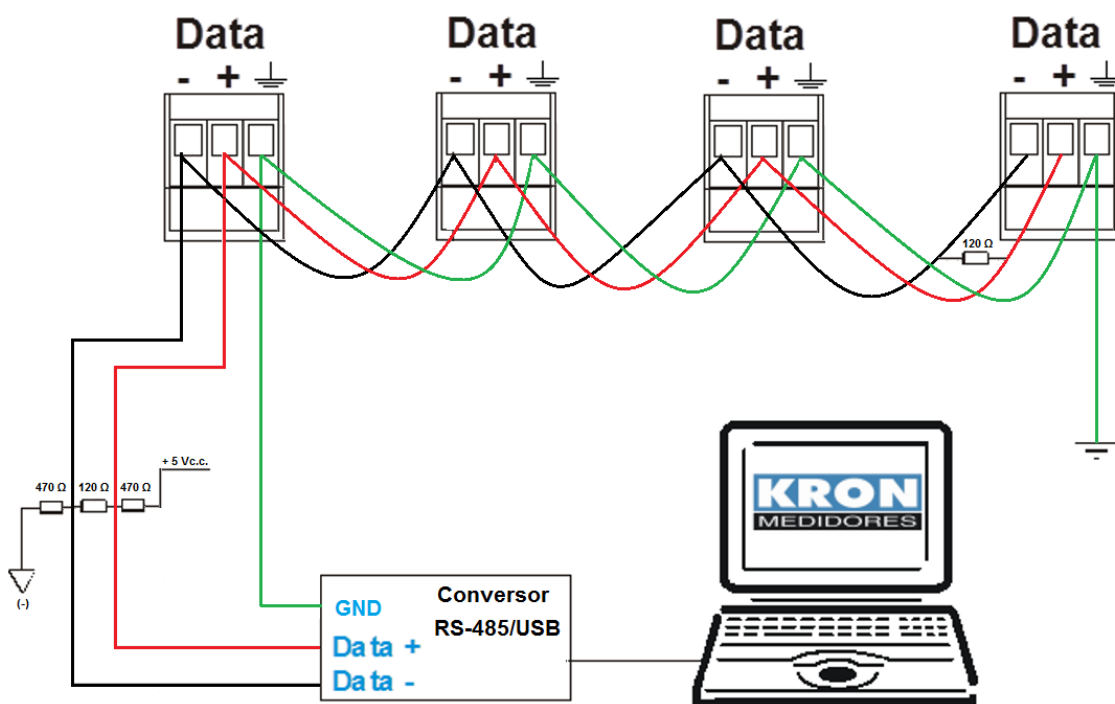 Data Data Data Data
- + - + - + - +
120 Ω
+ 5 Vc.c.
470 Ω 120 Ω 470 Ω
(-)
KRON
MEDIDORES
Conversor
RS-485/USB
GND
Data +
Data -